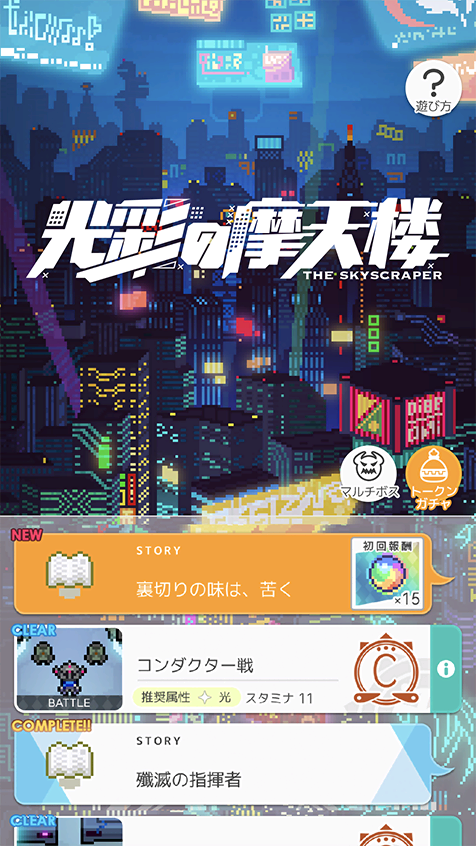 ?
遊び方
光彩の摩天楼
THE SKYSCRAPER
マルチボス
トークン
ガチャ
NEW
STORY
裏切りの味は、苦く
初回報酬
×15
CLEAR
コンダクター戦
BATTLE
推奨属性 光 スタミナ 11
C
i
COMPLETE!!
STORY
殲滅の指揮者
CLEAR